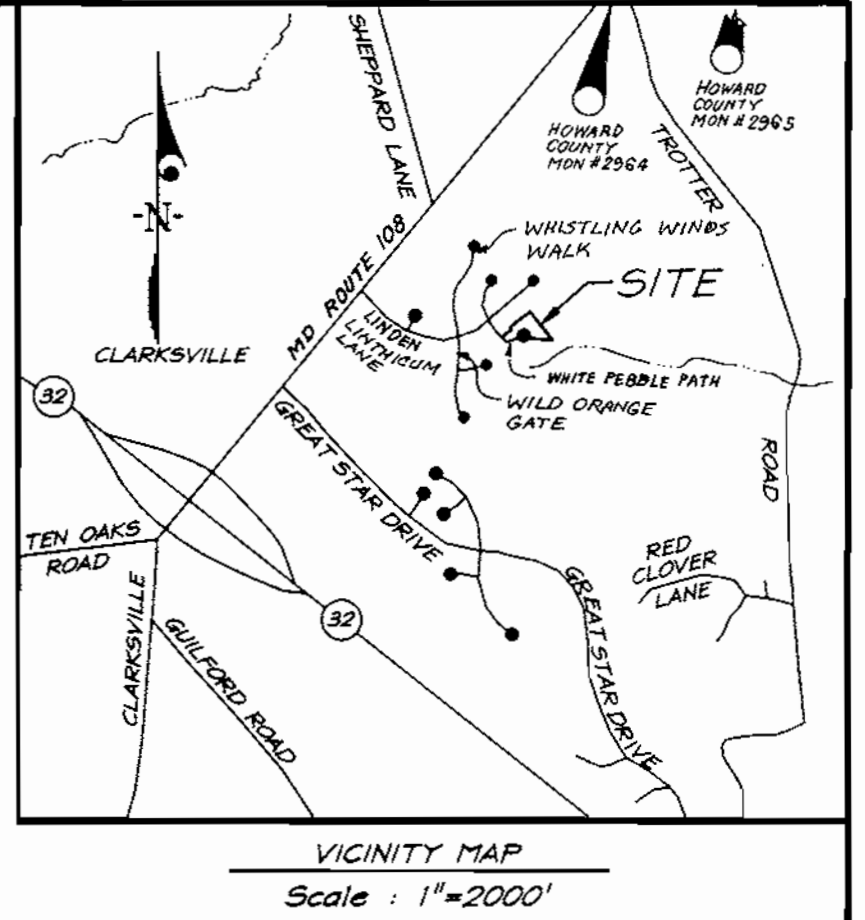 SHEPPARD LANE
HOWARD
COUNTY
MON # 2965
HOWARD
COUNTY
MON #2964
TROTTER
-N-
WHISTLING WINDS
WALK
SITE
MD ROUTE 108
LINDEN
LINTHICUM
LANE
CLARKSVILLE
WHITE PEBBLE PATH
WILD ORANGE
GATE
32
GREAT STAR DRIVE
ROAD
TEN OAKS
ROAD
RED
CLOVER
LANE
GREAT STAR DRIVE
32
CLARKSVILLE
GUILFORD ROAD
VICINITY MAP
Scale : 1"=2000'